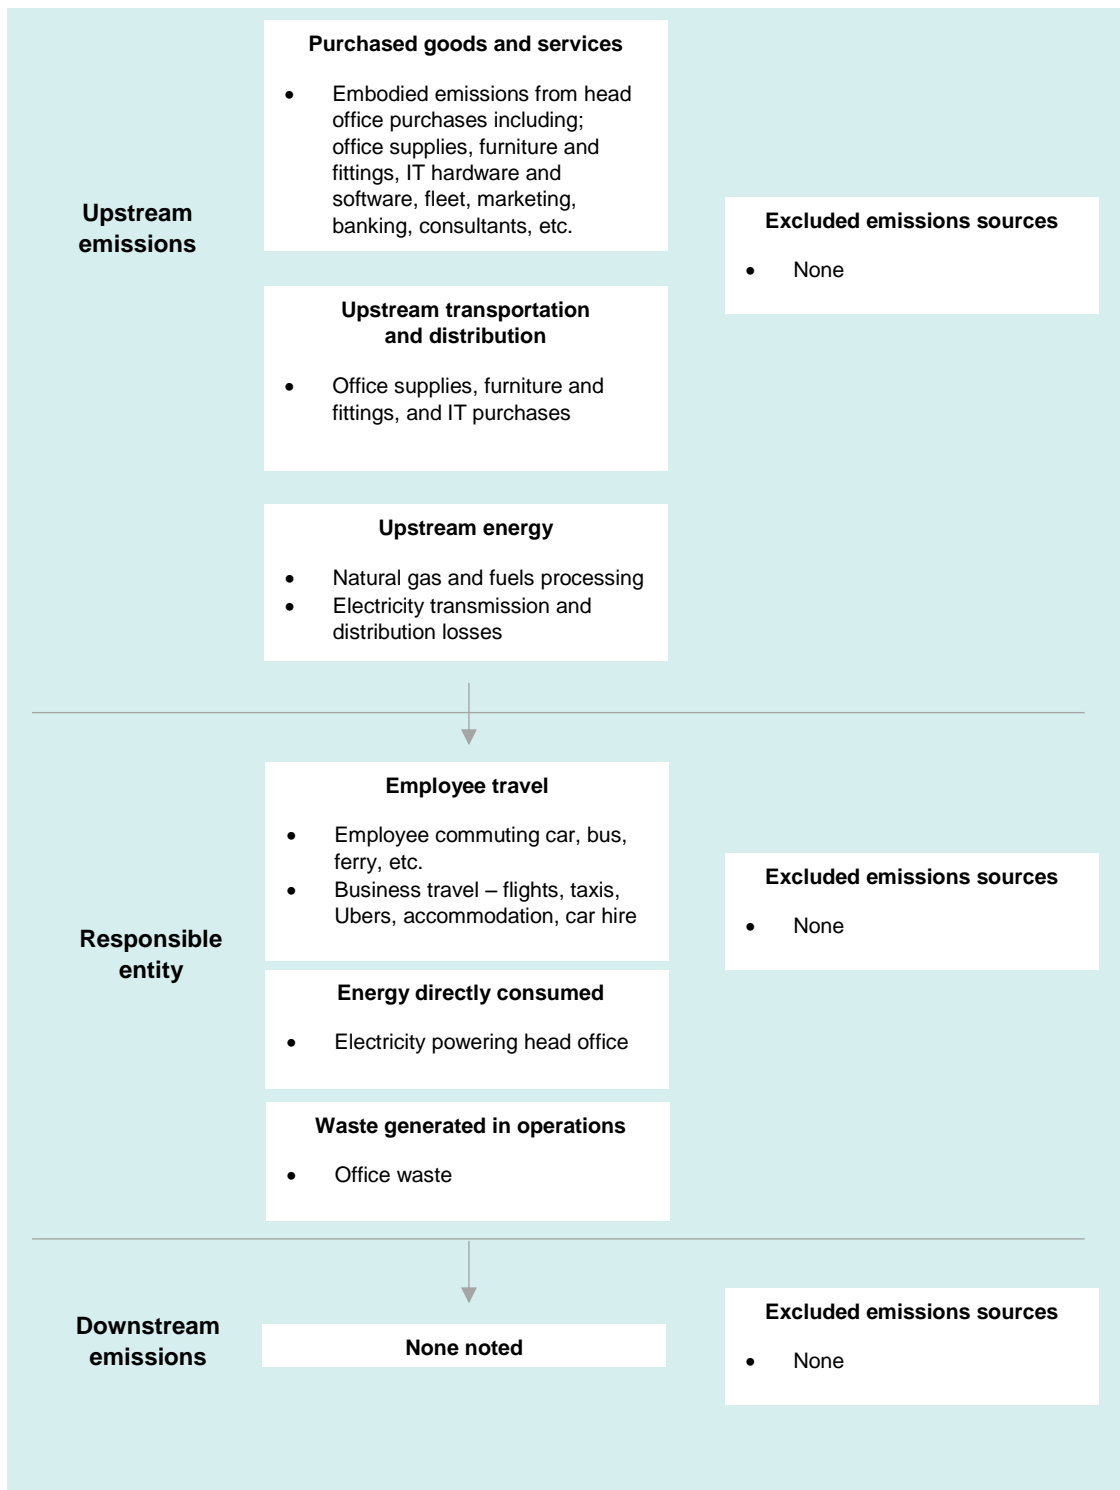 Upstream
emissions
Purchased goods and services
• Embodied emissions from head
office purchases including;
office supplies, furniture and
fittings, IT hardware and
software, fleet, marketing,
banking, consultants, etc.
Upstream transportation
and distribution
• Office supplies, furniture and
fittings, and IT purchases
Upstream energy
• Natural gas and fuels processing
• Electricity transmission and
distribution losses
Excluded emissions sources
• None
Responsible
entity
Employee travel
• Employee commuting car, bus,
ferry, etc.
• Business travel – flights, taxis,
Ubers, accommodation, car hire
Energy directly consumed
• Electricity powering head office
Waste generated in operations
• Office waste
Excluded emissions sources
• None
Downstream
emissions
None noted
Excluded emissions sources
• None